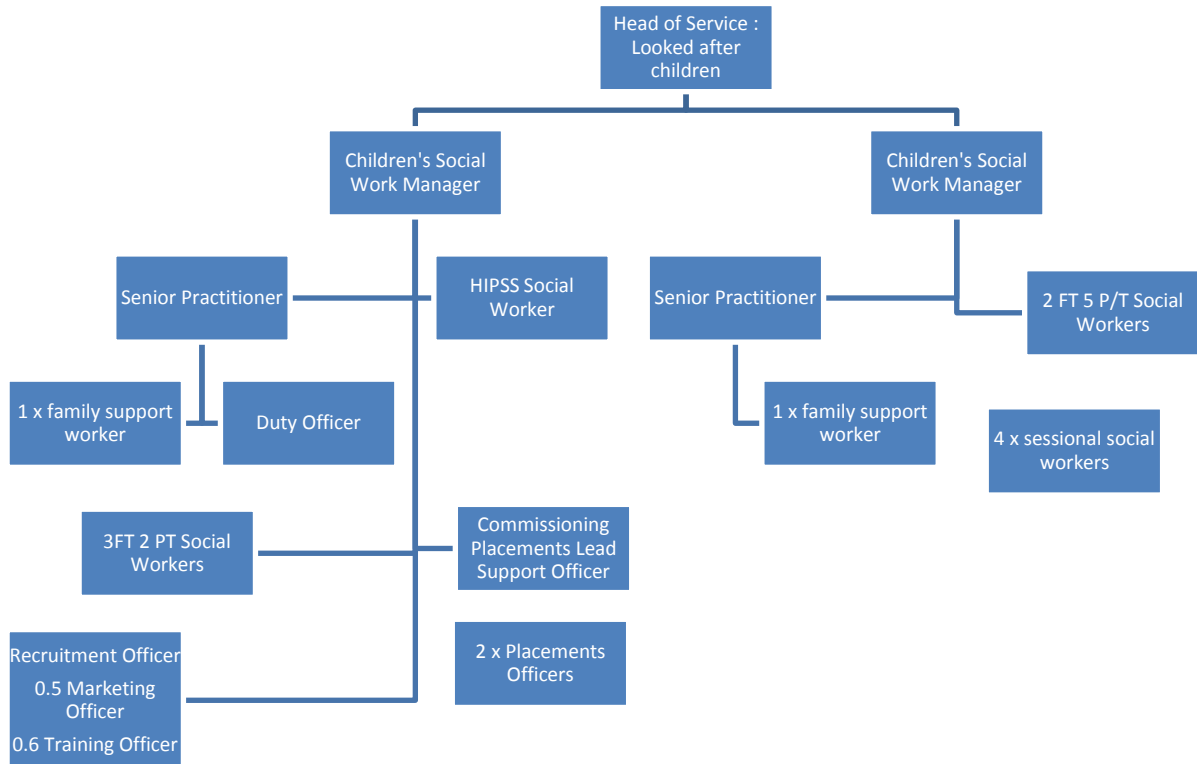 Head of Service :
Looked after
children
Children's Social
Work Manager
Children's Social
Work Manager
Senior Practitioner
HIPSS Social
Worker
Senior Practitioner
2 FT 5 P/T Social
Workers
1 x family support
worker
Duty Officer
1 x family support
worker
4 x sessional social
workers
3FT 2 PT Social
Workers
Commissioning
Placements Lead
Support Officer
Recruitment Officer
0.5 Marketing
Officer
0.6 Training Officer
2 x Placements
Officers